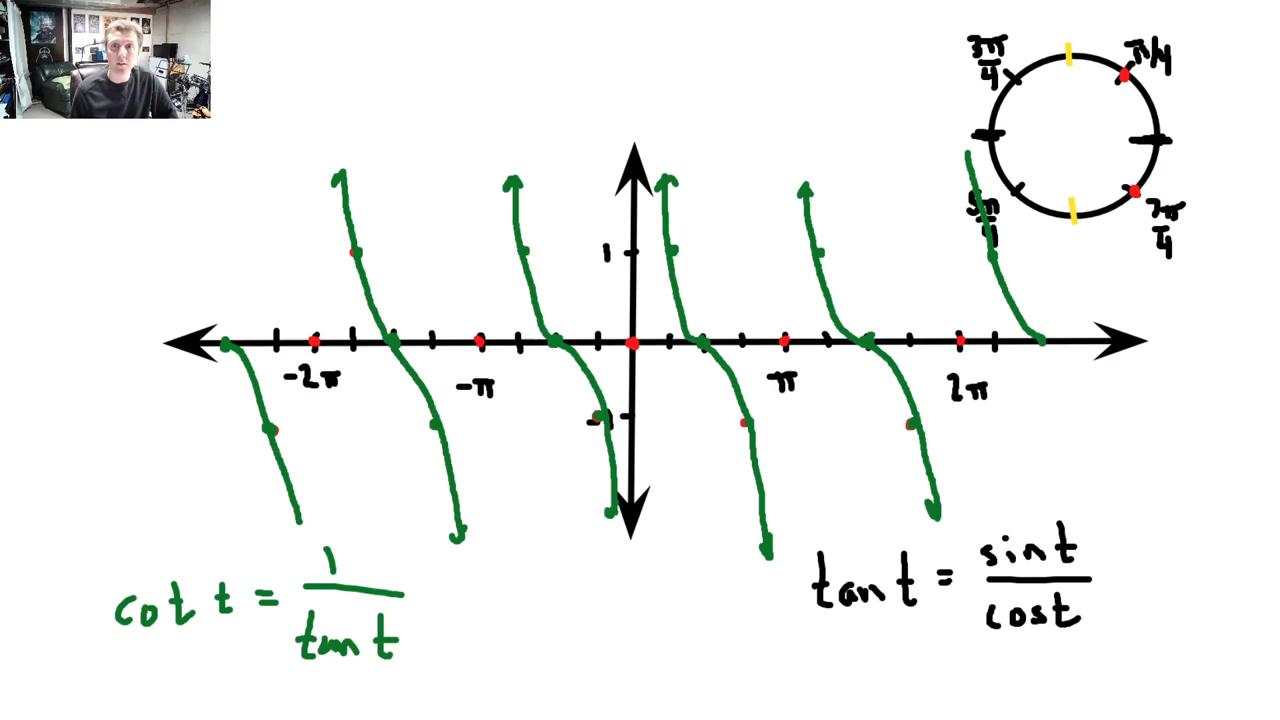 3π/4
π/4
5π/4
7π/4
1
-2π
-π
π
2π
-1
cot t = 1/tan t
tan t = sin t/cos t